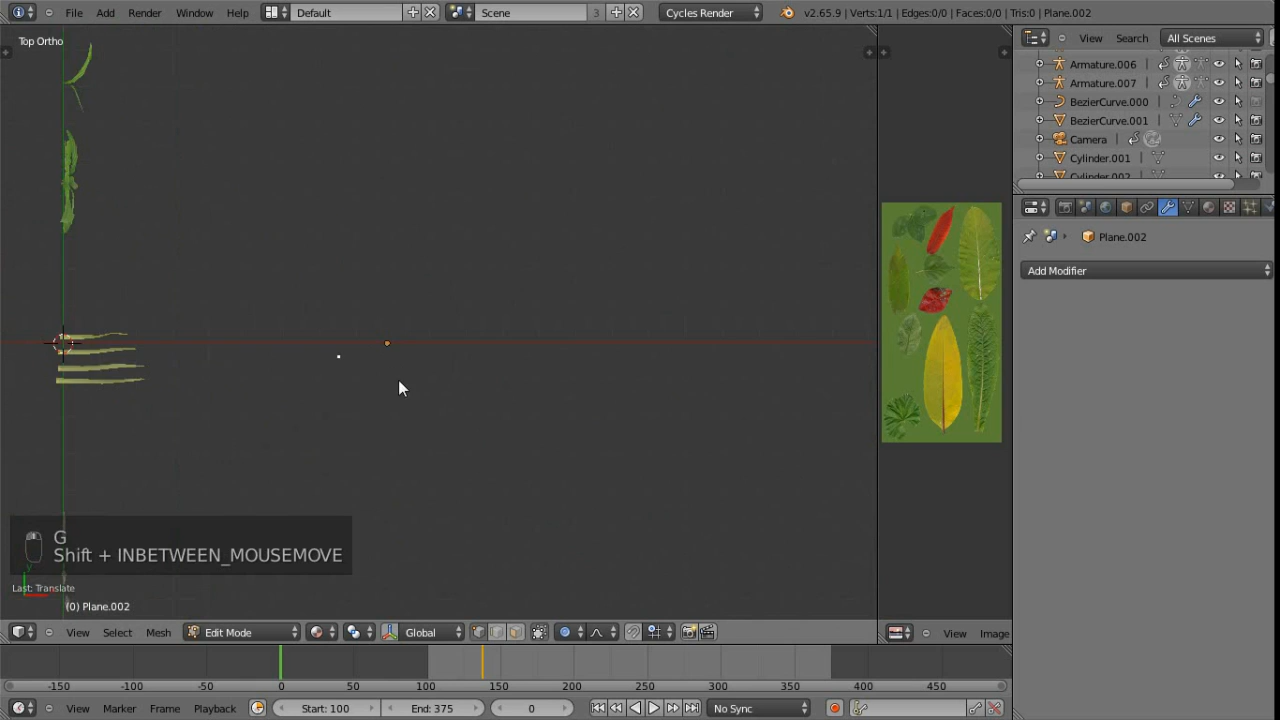 File Add Render Window Help Default Scene 3 Cycles Render v2.65.9 | Verts:1/1 | Edges:0/0 | Faces:0/0 | Tris:0 | Plane.002
Top Ortho
View Search All Scenes
Armature.006
Armature.007
BezierCurve.000
BezierCurve.001
Camera
Cylinder.001
Cylinder.002
Plane.002
Add Modifier
G
Shift + INBETWEEN_MOUSEMOVE
Last: Translate
(0) Plane.002
View Select Mesh Edit Mode Global View Image
-150 -100 -50 0 50 100 150 200 250 300 350 400 450
View Marker Frame Playback Start: 100 End: 375 0 No Sync